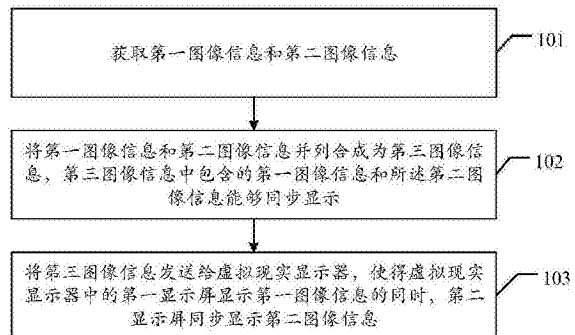 获取第一图像信息和第二图像信息
101
将第一图像信息和第二图像信息并列合成为第三图像信
息，第三图像信息中包含的第一图像信息和所述第二图
像信息能够同步显示
102
将第三图像信息发送给虚拟现实显示器，使得虚拟现实
显示器中的第一显示屏显示第一图像信息的同时，第二
显示屏同步显示第二图像信息
103